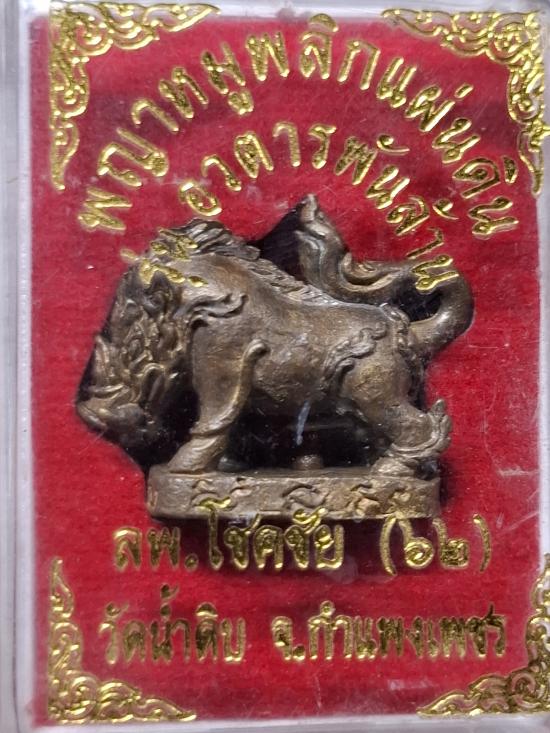 พญาหมูพลิกแผ่นดิน
รุ่น อวตารพันล้าน
ลพ.โชคชัย (๖๒)
วัดน้ำดิบ จ.กำแพงเพชร